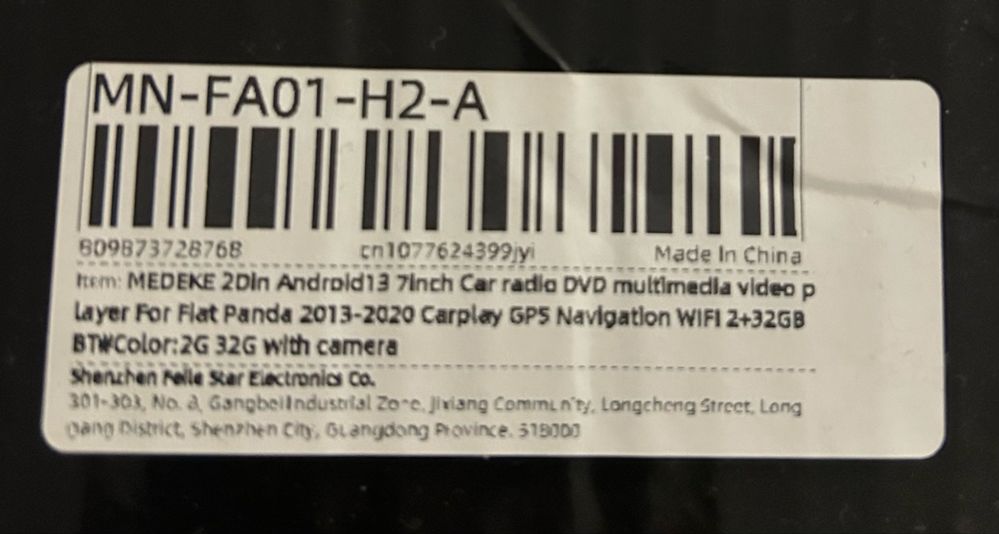 MN-FA01-H2-A
809873728768 cn1077624399jyi Made In China
Item: MEDEKE 2Din Android13 7inch Car radio DVD multimedia video p
layer For Fiat Panda 2013-2020 Carplay GPS Navigation WIFI 2+32GB
BT#Color:2G 32G with camera
Shenzhen Feile Star Electronics Co.
301-303, No. Gangbei Industrial Zone, Jixiang Community, Longcheng Street, Long
gang District, Shenzhen City, Guangdong Province, 518000